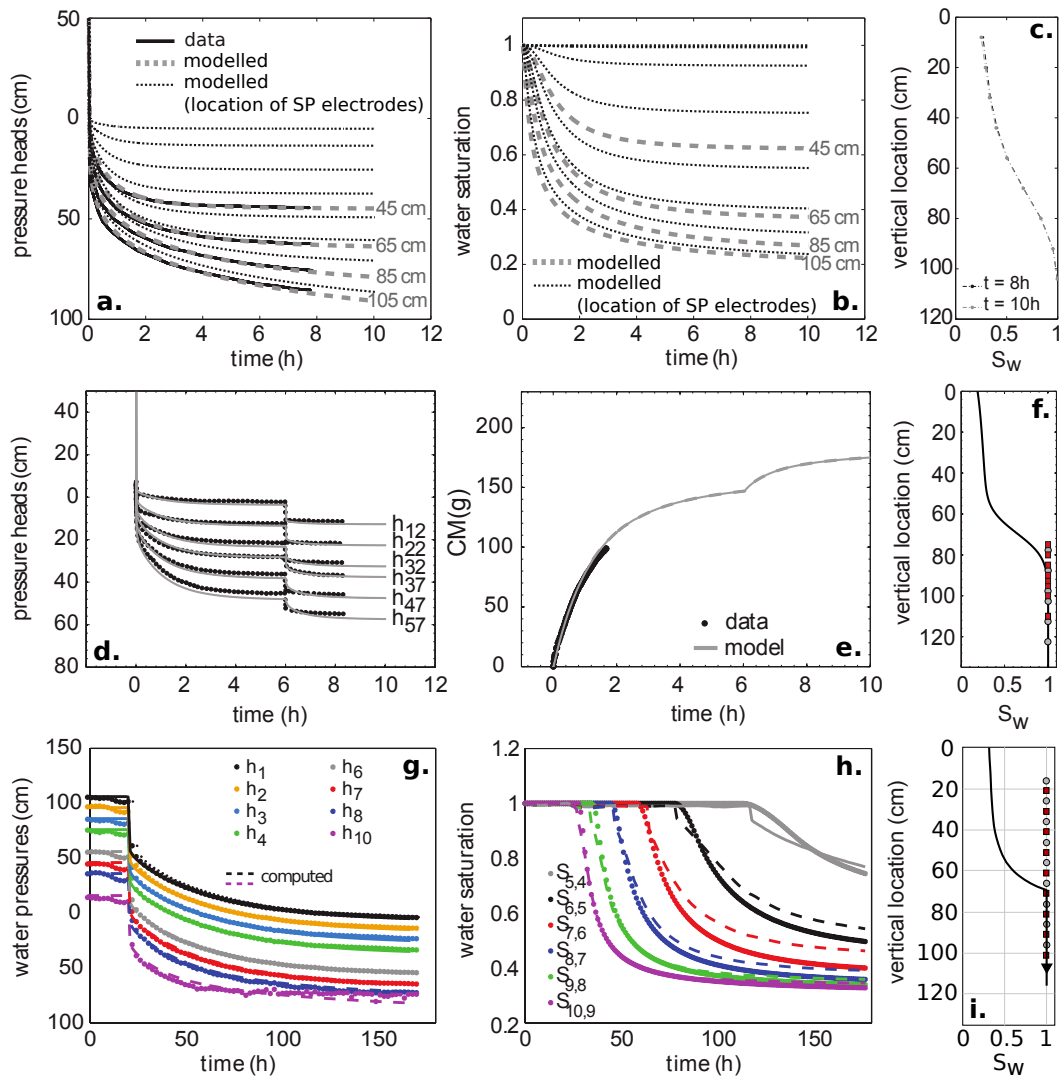 50
0
50
100
pressure heads (cm)
data
modelled
modelled
(location of SP electrodes)
45 cm
65 cm
85 cm
105 cm
a.
0 2 4 6 8 10 12
time (h)
1
0.8
0.6
0.4
0.2
0
water saturation
45 cm
65 cm
85 cm
105 cm
modelled
modelled
(location of SP electrodes)
b.
0 2 4 6 8 10 12
time (h)
c.
0
20
40
60
80
100
120
vertical location (cm)
t = 8h
t = 10h
0 0.5 1
Sw
40
20
0
20
40
60
80
pressure heads (cm)
h12
h22
h32
h37
h47
h57
d.
2 0 2 4 6 8 10 12
time (h)
200
150
100
50
0
CM(g)
data
model
e.
2 0 2 4 6 8 10
time (h)
f.
0
20
40
60
80
100
120
vertical location (cm)
0 0.5 1
Sw
150
100
50
0
50
100
water pressures (cm)
g.
h1 h6
h2 h7
h3 h8
h4 h10
computed
0 50 100 150
time (h)
1.2
1
0.8
0.6
0.4
0.2
water saturation
h.
S5,4
S6,5
S7,6
S8,7
S9,8
S10,9
0 50 100 150
time (h)
0
20
40
60
80
100
120
vertical location (cm)
i.
0 0.5 1
Sw